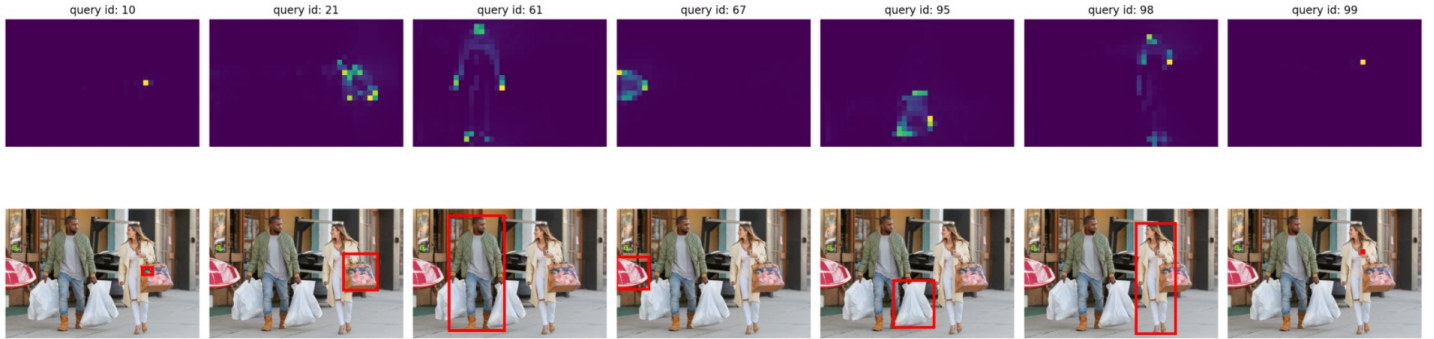 query id: 10
query id: 21
query id: 61
query id: 67
query id: 95
query id: 98
query id: 99